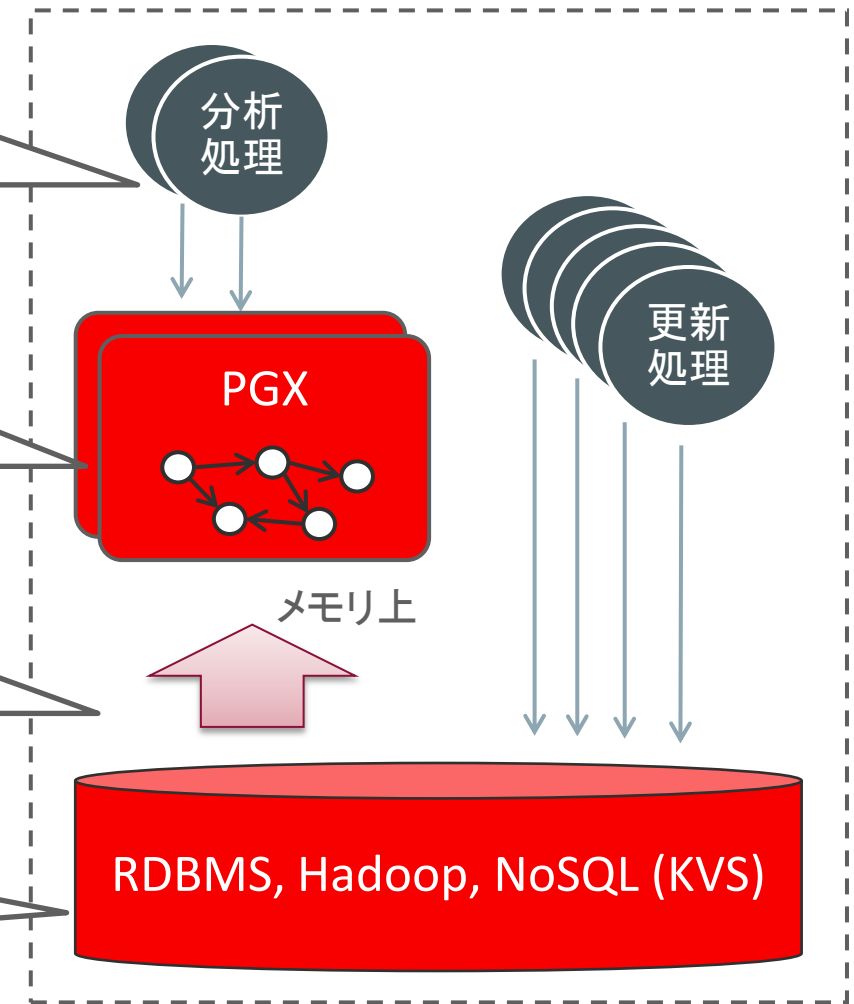 分析
処理
更新
処理
PGX
メモリ上
RDBMS, Hadoop, NoSQL (KVS)